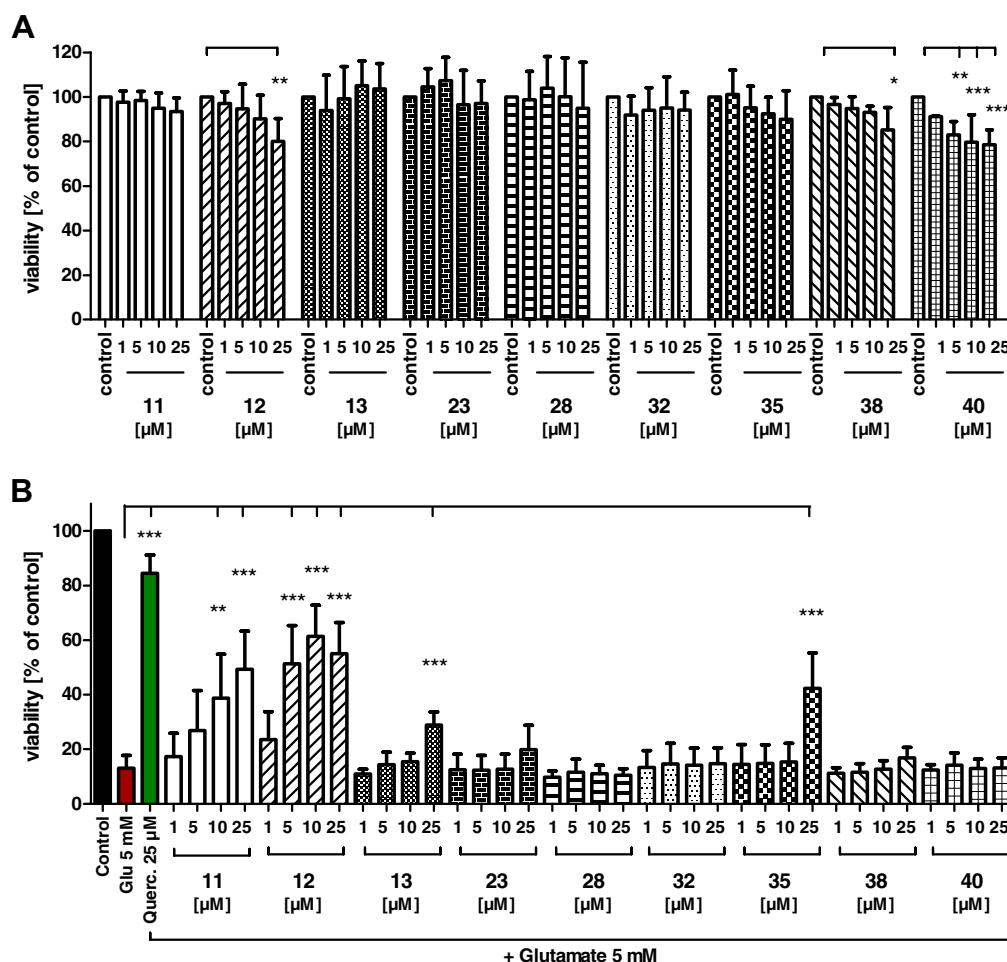 A
120
100
80
60
40
20
0
viability [% of control]
** * ** *** ***
control 1 5 10 25 control 1 5 10 25 control 1 5 10 25 control 1 5 10 25 control 1 5 10 25 control 1 5 10 25 control 1 5 10 25 control 1 5 10 25 control 1 5 10 25
11 12 13 23 28 32 35 38 40
[µM] [µM] [µM] [µM] [µM] [µM] [µM] [µM] [µM]
B
100
80
60
40
20
0
viability [% of control]
*** ** *** *** *** *** *** ***
Control Glu 5 mM Querc. 25 µM 1 5 10 25 1 5 10 25 1 5 10 25 1 5 10 25 1 5 10 25 1 5 10 25 1 5 10 25 1 5 10 25 1 5 10 25
11 12 13 23 28 32 35 38 40
[µM] [µM] [µM] [µM] [µM] [µM] [µM] [µM] [µM]
+ Glutamate 5 mM